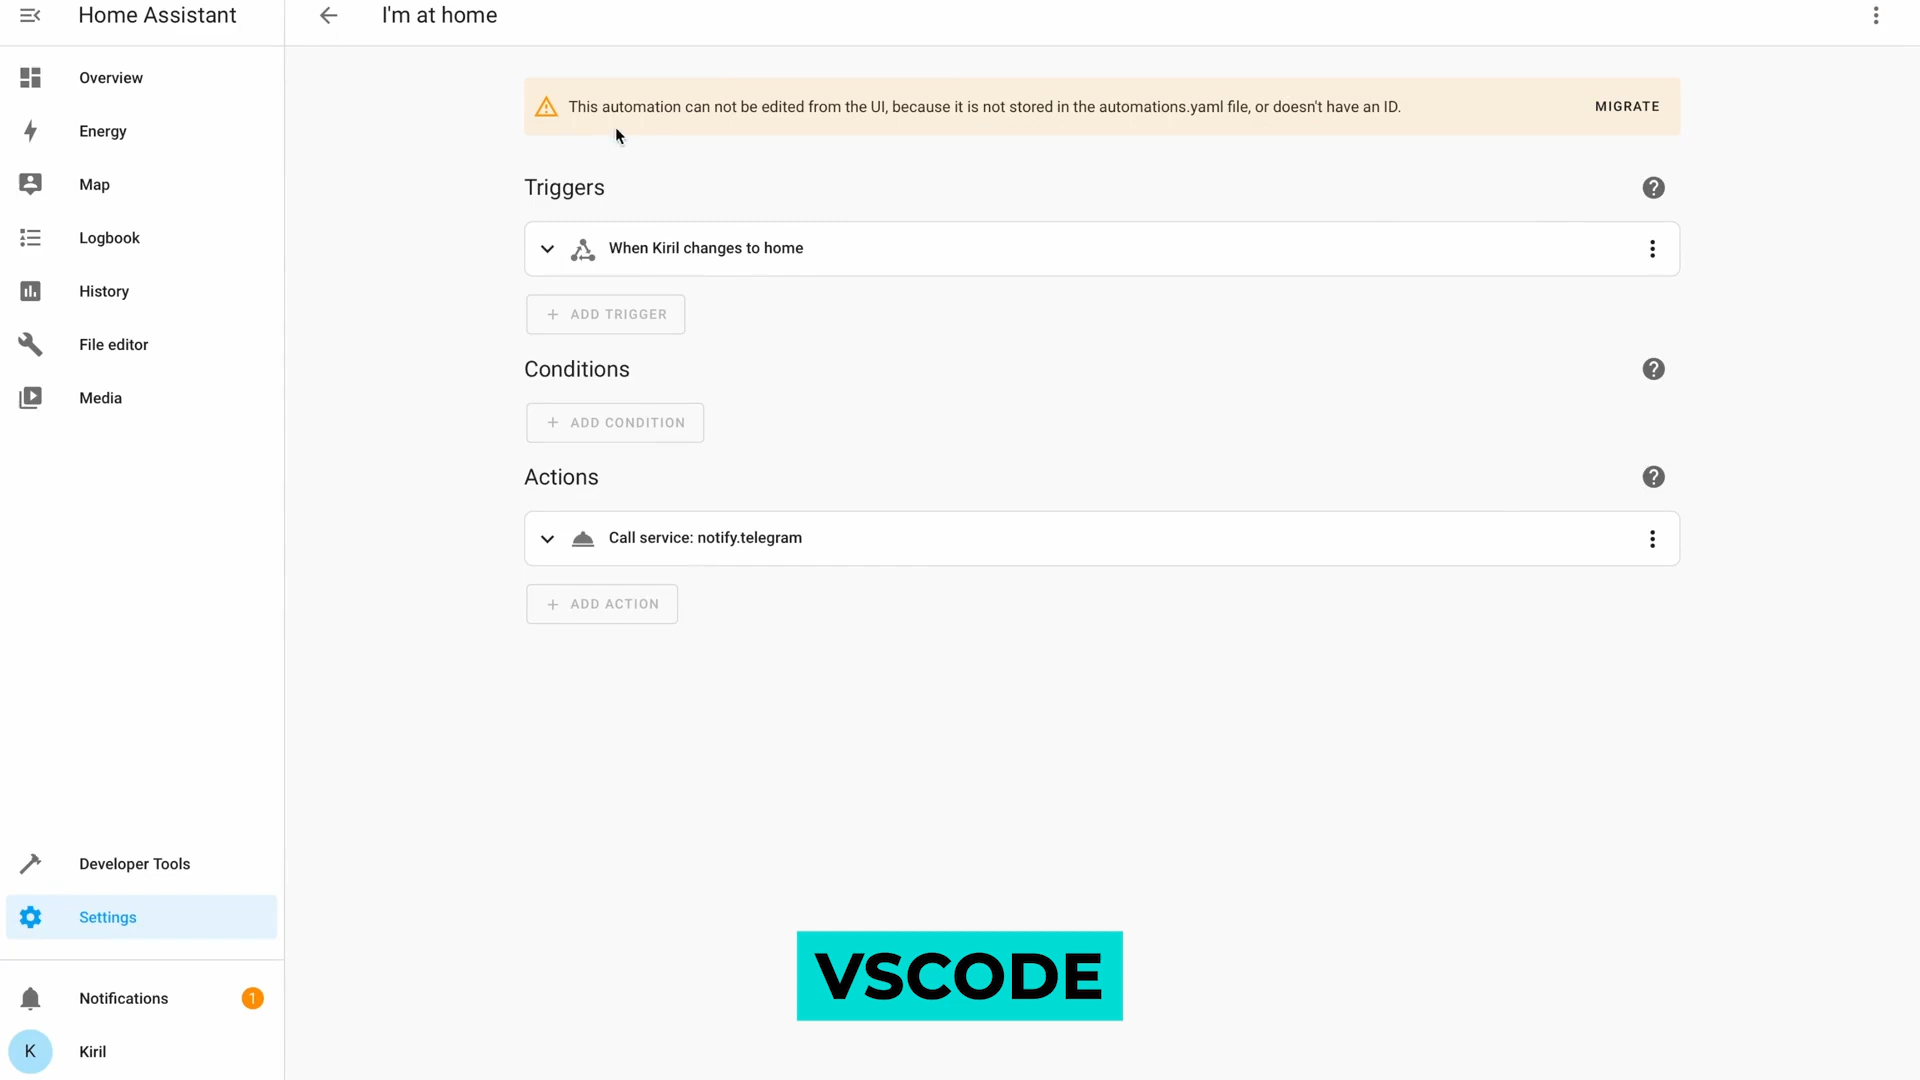 Home Assistant
I'm at home
Overview
Energy
Map
Logbook
History
File editor
Media
Developer Tools
Settings
Notifications
1
K
Kiril
This automation can not be edited from the UI, because it is not stored in the automations.yaml file, or doesn't have an ID.
MIGRATE
Triggers
?
When Kiril changes to home
+ ADD TRIGGER
Conditions
?
+ ADD CONDITION
Actions
?
Call service: notify.telegram
+ ADD ACTION
VSCODE